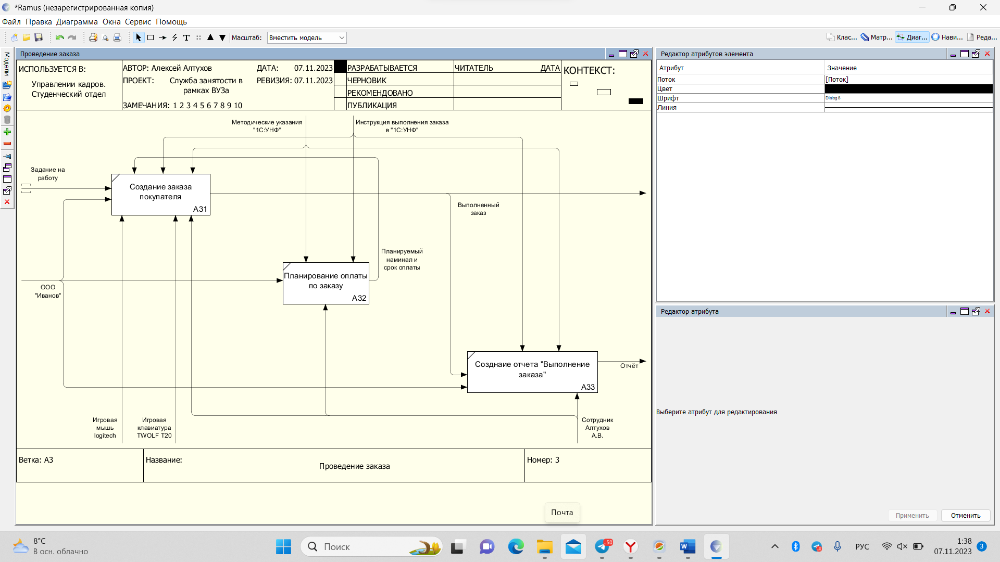 *Ramus (незарегистрированная копия)
Файл Правка Диаграмма Окна Сервис Помощь
Масштаб: Вместить модель
Клас... Матр... Диаг... Нави... Реда...
Модели
Проведение заказа
ИСПОЛЬЗУЕТСЯ В:
Управлении кадров.
Студенческий отдел
АВТОР: Алексей Алтухов
ДАТА: 07.11.2023
ПРОЕКТ: Служба занятости в
рамках ВУЗа
РЕВИЗИЯ: 07.11.2023
ЗАМЕЧАНИЯ: 1 2 3 4 5 6 7 8 9 10
РАЗРАБАТЫВАЕТСЯ
ЧЕРНОВИК
РЕКОМЕНДОВАНО
ПУБЛИКАЦИЯ
ЧИТАТЕЛЬ ДАТА
КОНТЕКСТ:
Методические указания
"1С:УНФ"
Инструкция выполнения заказа
в "1С:УНФ"
Задание на
работу
Создание заказа
покупателя
A31
Выполненный
заказ
Планируемый
наминал и
срок оплаты
Планирование оплаты
по заказу
A32
ООО
"Иванов"
Созднаие отчета "Выполнение
заказа"
A33
Отчёт
Игровая
мышь
logitech
Игровая
клавиатура
TWOLF T20
Сотрудник
Алтухов
А.В.
Ветка: A3
Название:
Проведение заказа
Номер: 3
Редактор атрибутов элемента
Атрибут Значение
Поток [Поток]
Цвет
Шрифт Dialog 8
Линия
Редактор атрибута
Выберите атрибут для редактирования
Применить Отменить
Почта
8°C
В осн. облачно
Поиск
.50
РУС
1:38
07.11.2023
3